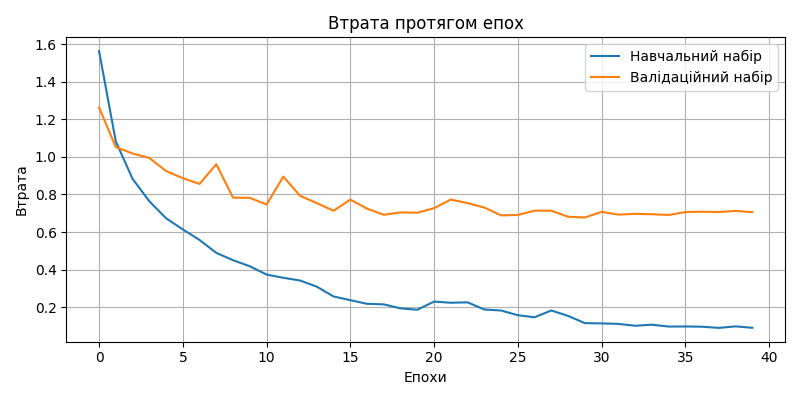 Втрата протягом епох
Навчальний набір
Валідаційний набір
Втрата
1.6
1.4
1.2
1.0
0.8
0.6
0.4
0.2
0 5 10 15 20 25 30 35 40
Епохи